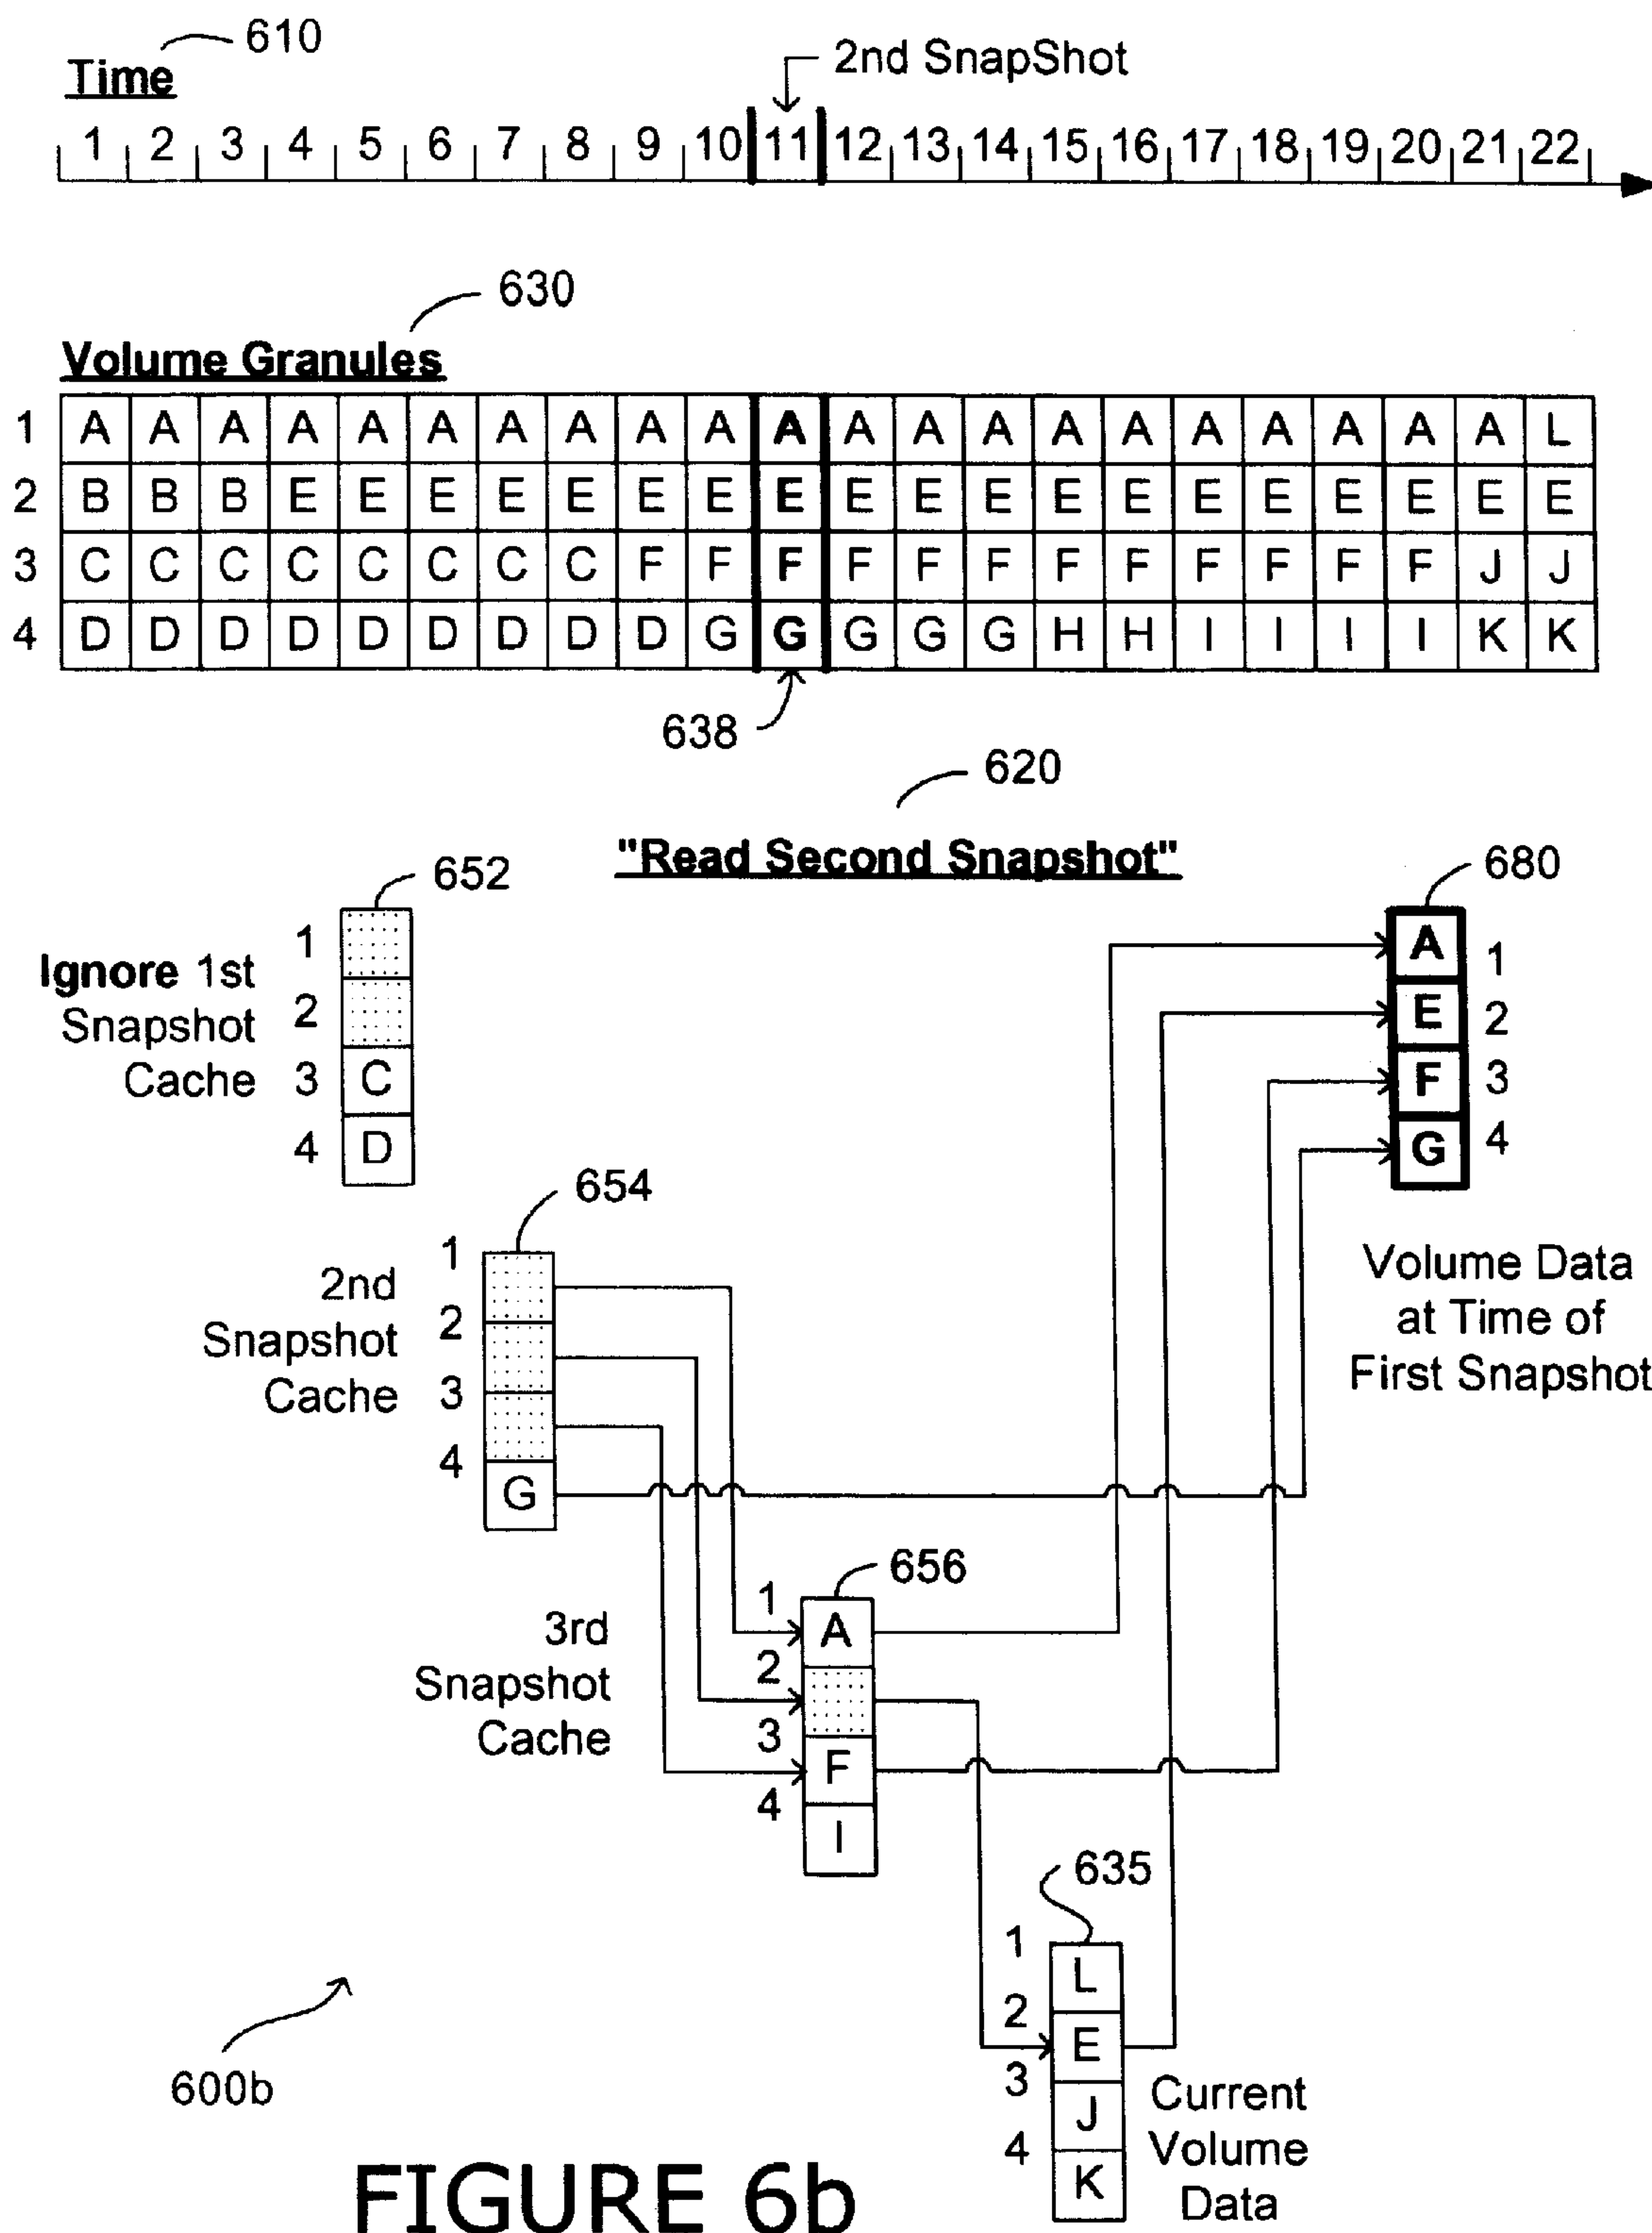 610
Time
2nd SnapShot
1 2 3 4 5 6 7 8 9 10 11 12 13 14 15 16 17 18 19 20 21 22
630
Volume Granules
1 A A A A A A A A A A A A A A A A A A A A A L
2 B B B E E E E E E E E E E E E E E E E E E E
3 C C C C C C C C F F F F F F F F F F F F J J
4 D D D D D D D D D G G G G G H H I I I I K K
638
620
"Read Second Snapshot"
652
Ignore 1st
Snapshot
Cache
1
2
3 C
4 D
680
A 1
E 2
F 3
G 4
Volume Data
at Time of
First Snapshot
654
2nd
Snapshot
Cache
1
2
3
4
G
656
3rd
Snapshot
Cache
1
A
2
3
F
4
I
635
1
L
2
E
3
J
4
K
Current
Volume
Data
600b
FIGURE 6b